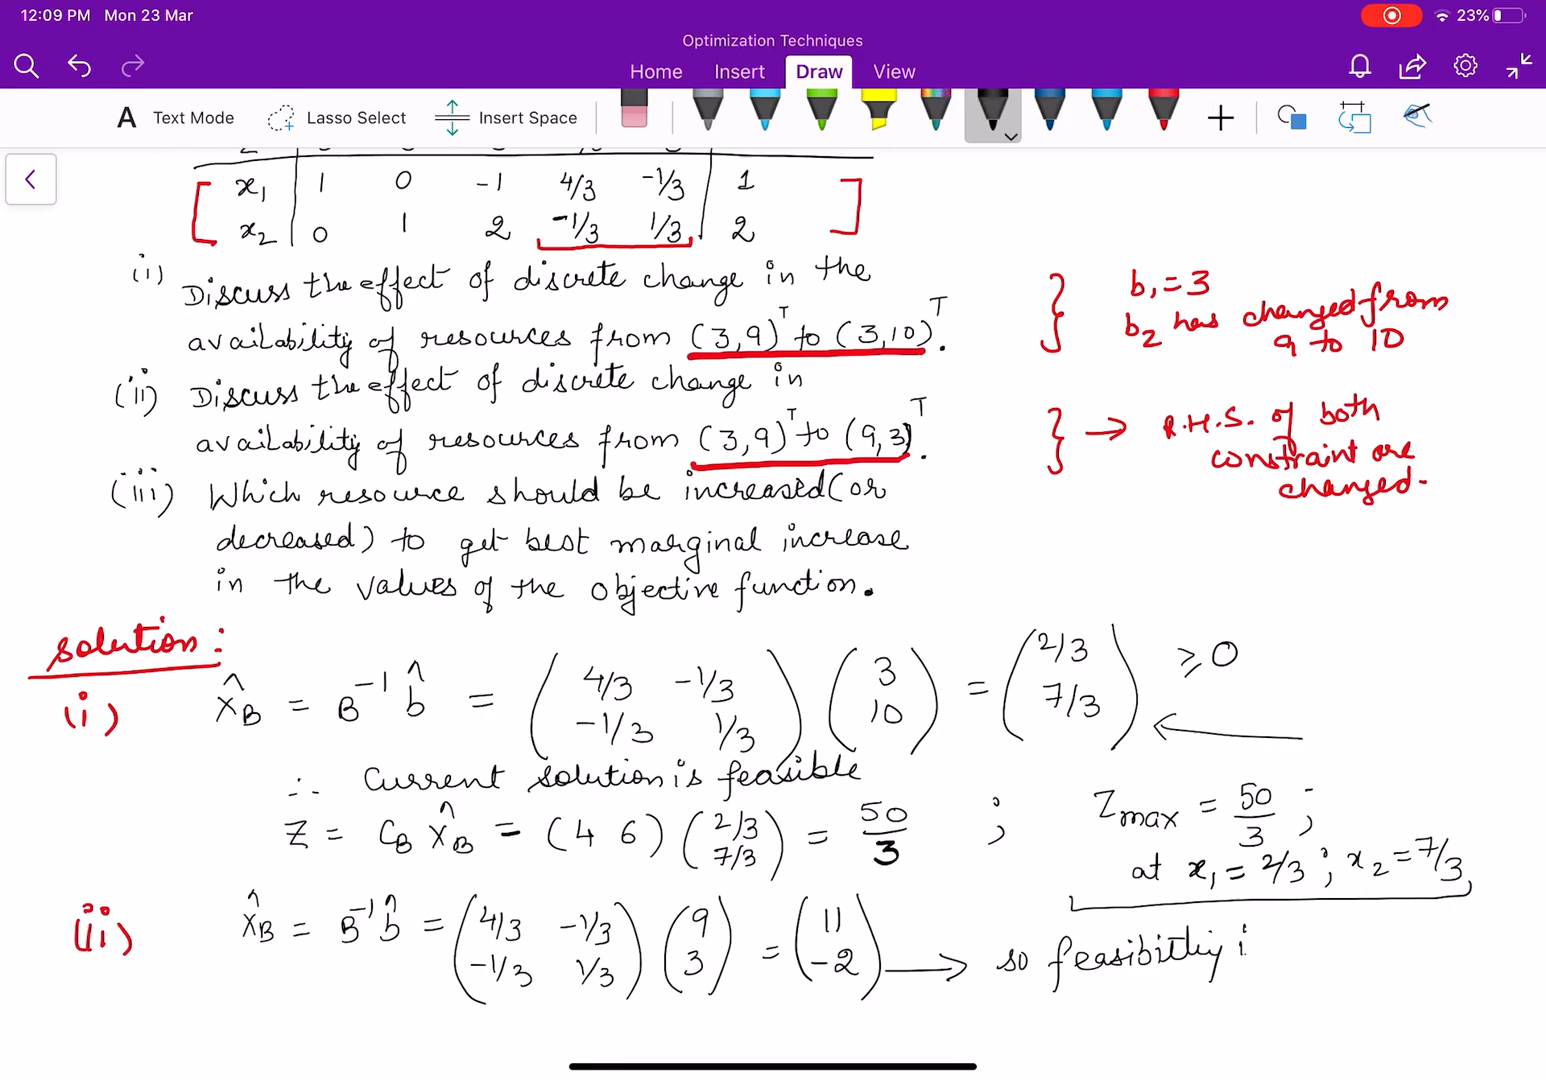 12:09 PM Mon 23 Mar
23%
Optimization Techniques
Home Insert Draw View
A Text Mode Lasso Select Insert Space
x₁ 1 0 -1 4/3 -1/3 1
x₂ 0 1 2 -1/3 1/3 2
(i) Discuss the effect of discrete change in the
availability of resources from (3,9)ᵀ to (3,10)ᵀ.
} b₁ = 3
b₂ has changed from
9 to 10
(ii) Discuss the effect of discrete change in
availability of resources from (3,9)ᵀ to (9,3)ᵀ.
} → R.H.S. of both
constraint are
changed.
(iii) Which resource should be increased (or
decreased) to get best marginal increase
in the values of the objective function.
solution:
(i) x̂_B = B⁻¹ b̂ = (4/3 -1/3 ; -1/3 1/3) (3 ; 10) = (2/3 ; 7/3) ≥ 0
∴ Current solution is feasible
Z = C_B x̂_B = (4 6) (2/3 ; 7/3) = 50/3 ;
Zmax = 50/3 ;
at x₁ = 2/3 ; x₂ = 7/3
(ii) x̂_B = B⁻¹ b̂ = (4/3 -1/3 ; -1/3 1/3) (9 ; 3) = (11 ; -2) → so feasibitliy i